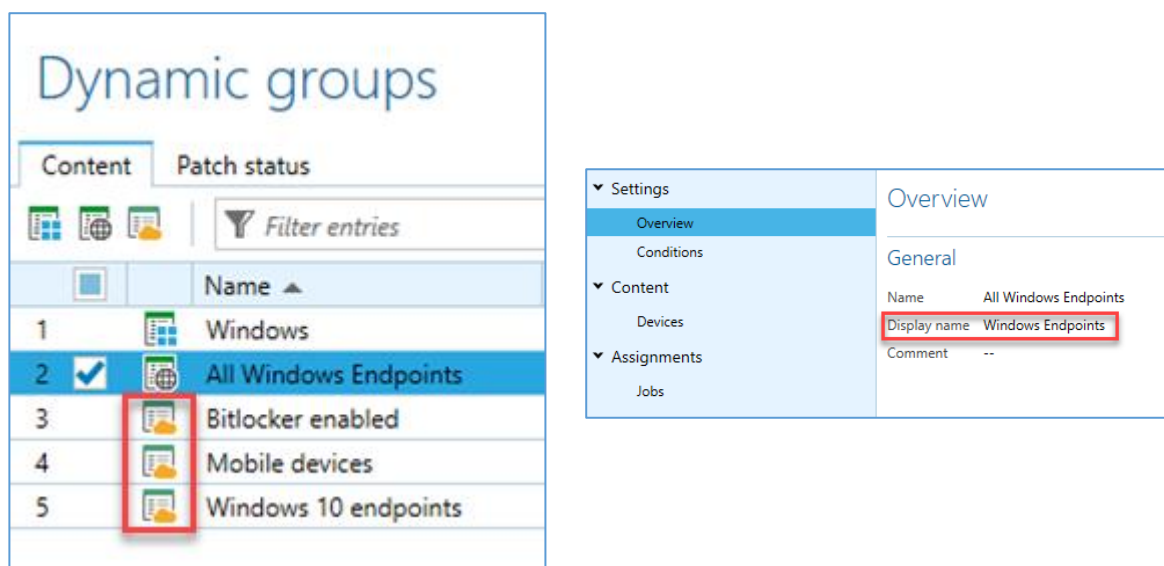 Dynamic groups
Content Patch status
Filter entries
Name
1 Windows
2 All Windows Endpoints
3 Bitlocker enabled
4 Mobile devices
5 Windows 10 endpoints
Settings
Overview
Conditions
Content
Devices
Assignments
Jobs
Overview
General
Name All Windows Endpoints
Display name Windows Endpoints
Comment --